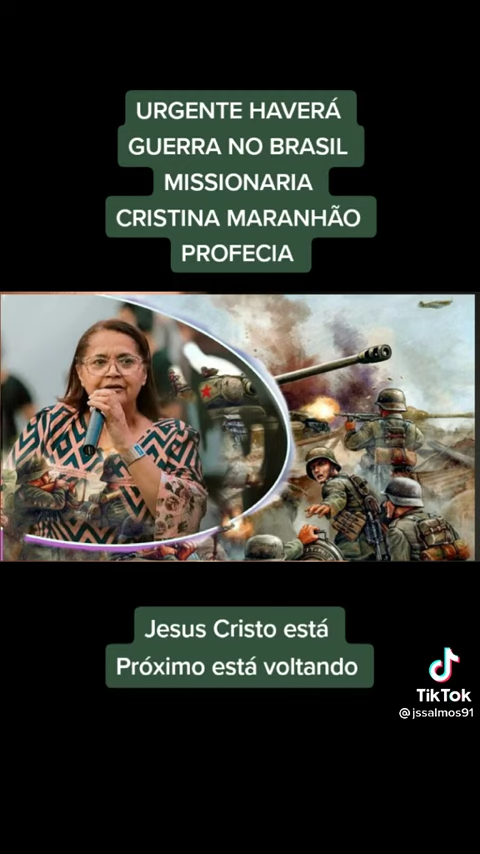 URGENTE HAVERÁ
GUERRA NO BRASIL
MISSIONARIA
CRISTINA MARANHÃO
PROFECIA
Jesus Cristo está
Próximo está voltando
TikTok
@jssalmos91